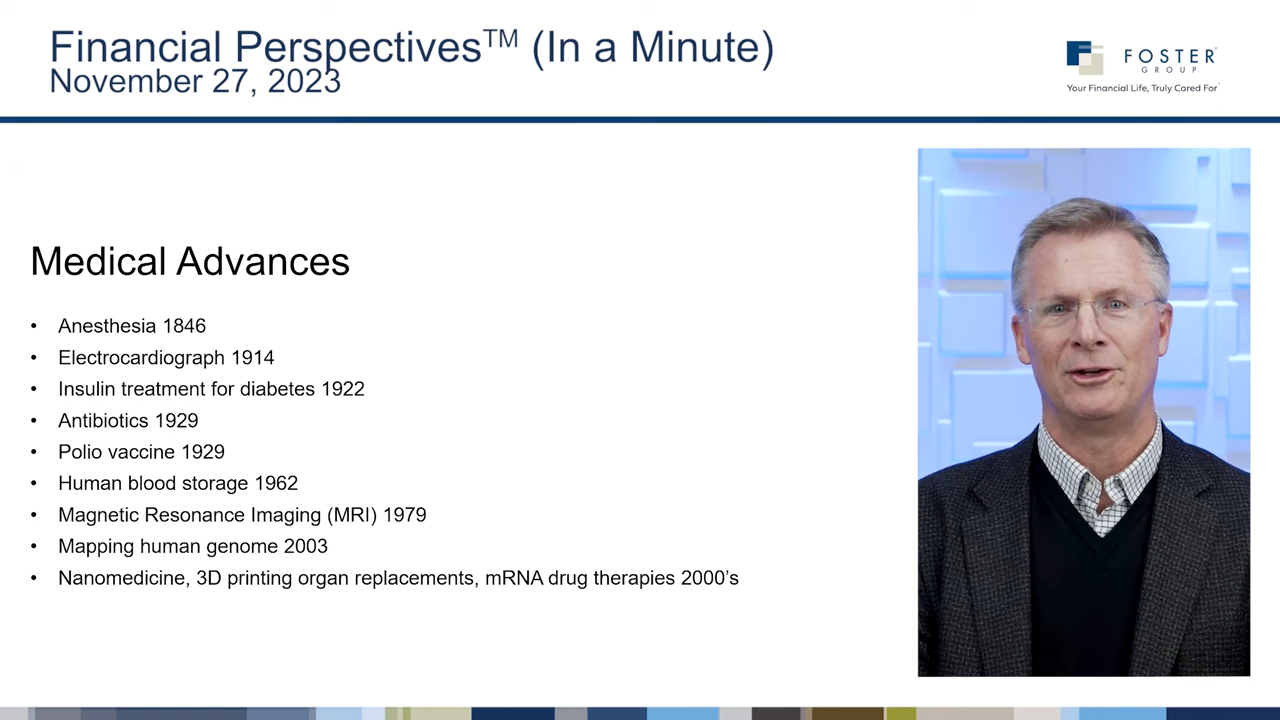 Financial Perspectives™ (In a Minute)
November 27, 2023
FOSTER
GROUP
Your Financial Life, Truly Cared For
Medical Advances
• Anesthesia 1846
• Electrocardiograph 1914
• Insulin treatment for diabetes 1922
• Antibiotics 1929
• Polio vaccine 1929
• Human blood storage 1962
• Magnetic Resonance Imaging (MRI) 1979
• Mapping human genome 2003
• Nanomedicine, 3D printing organ replacements, mRNA drug therapies 2000’s